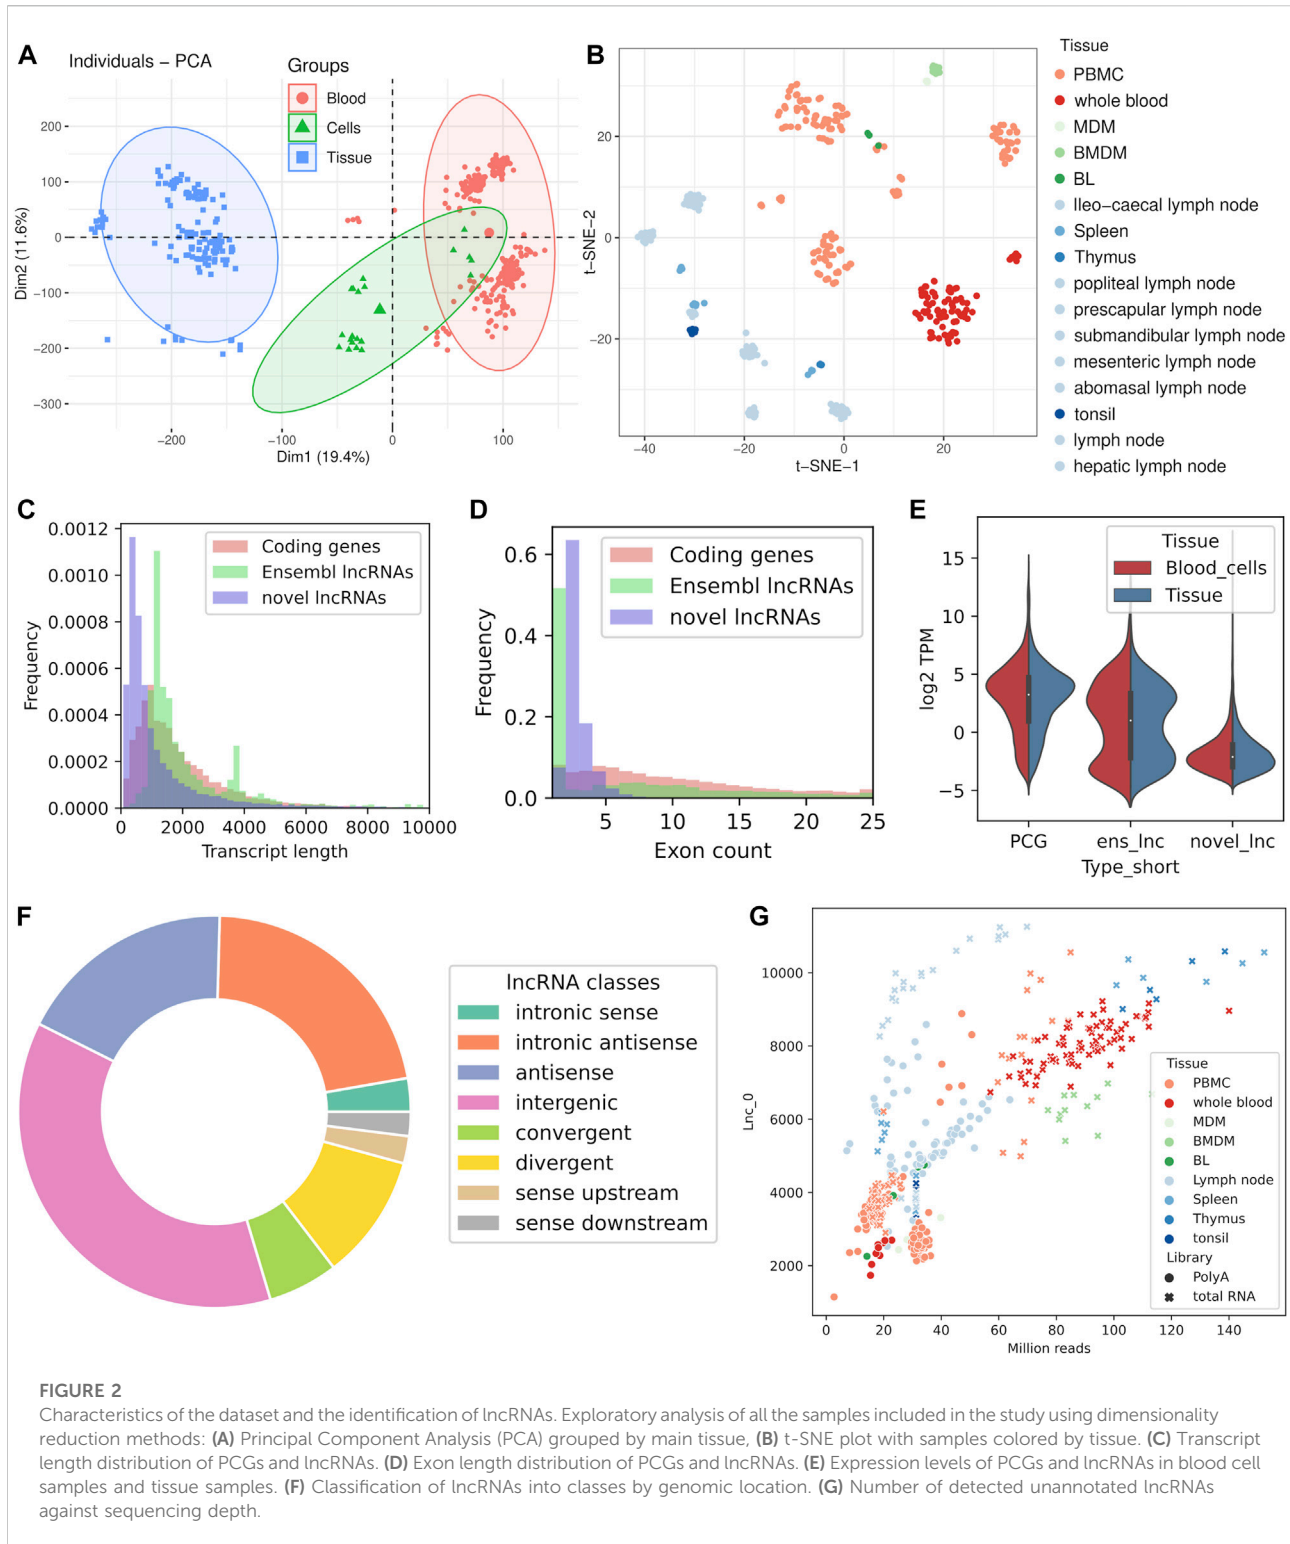 A
Individuals – PCA
Groups
Blood
Cells
Tissue
200
100
0
−100
−200
−300
Dim2 (11.6%)
−200
−100
0
100
Dim1 (19.4%)
B
20
0
−20
t−SNE−2
−40
−20
0
20
t−SNE−1
Tissue
PBMC
whole blood
MDM
BMDM
BL
Ileo−caecal lymph node
Spleen
Thymus
popliteal lymph node
prescapular lymph node
submandibular lymph node
mesenteric lymph node
abomasal lymph node
tonsil
lymph node
hepatic lymph node
C
0.0012
0.0010
0.0008
0.0006
0.0004
0.0002
0.0000
Frequency
Coding genes
Ensembl lncRNAs
novel lncRNAs
0
2000
4000
6000
8000
10000
Transcript length
D
0.6
0.4
0.2
0.0
Frequency
Coding genes
Ensembl lncRNAs
novel lncRNAs
5
10
15
20
25
Exon count
E
15
10
5
0
−5
log2 TPM
Tissue
Blood_cells
Tissue
PCG
ens_lnc
novel_lnc
Type_short
F
lncRNA classes
intronic sense
intronic antisense
antisense
intergenic
convergent
divergent
sense upstream
sense downstream
G
10000
8000
6000
4000
2000
Lnc_0
Tissue
PBMC
whole blood
MDM
BMDM
BL
Lymph node
Spleen
Thymus
tonsil
Library
PolyA
total RNA
0
20
40
60
80
100
120
140
Million reads
FIGURE 2
Characteristics of the dataset and the identification of lncRNAs. Exploratory analysis of all the samples included in the study using dimensionality
reduction methods: (A) Principal Component Analysis (PCA) grouped by main tissue, (B) t-SNE plot with samples colored by tissue. (C) Transcript
length distribution of PCGs and lncRNAs. (D) Exon length distribution of PCGs and lncRNAs. (E) Expression levels of PCGs and lncRNAs in blood cell
samples and tissue samples. (F) Classification of lncRNAs into classes by genomic location. (G) Number of detected unannotated lncRNAs
against sequencing depth.